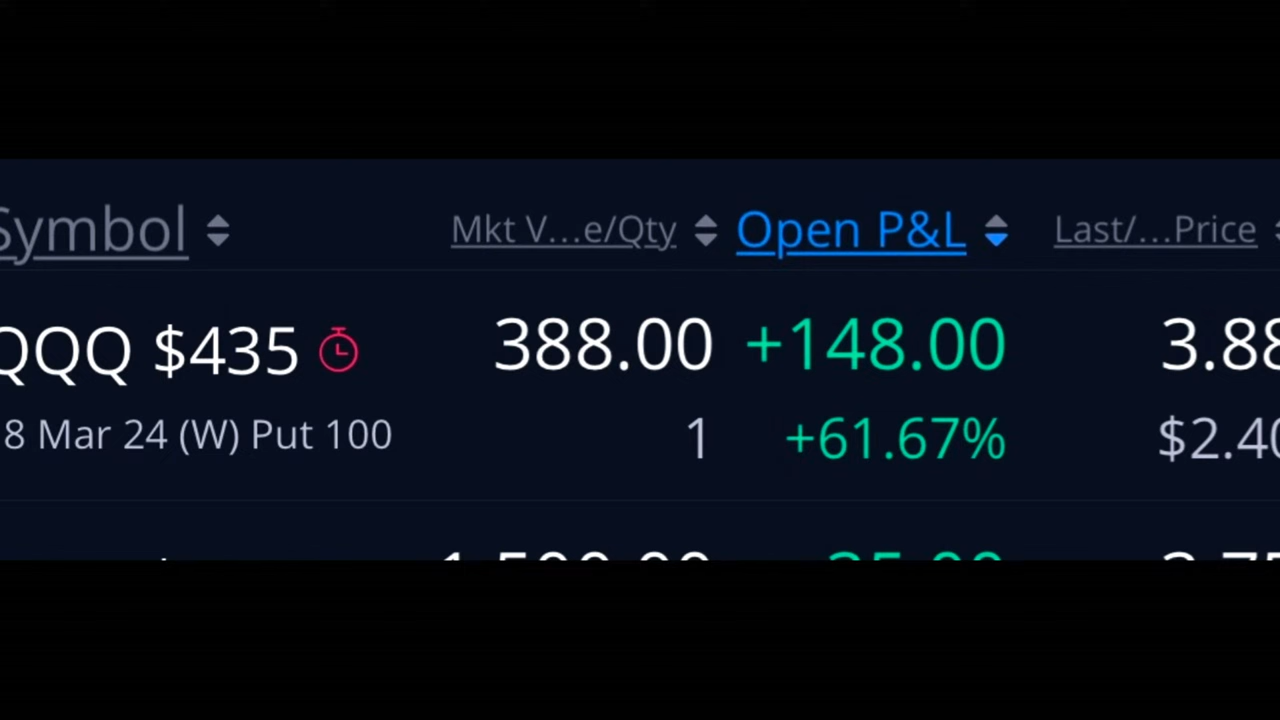 Symbol Mkt V...e/Qty Open P&L Last/...Price
QQQ $435 388.00 +148.00 3.88
8 Mar 24 (W) Put 100 1 +61.67% $2.40